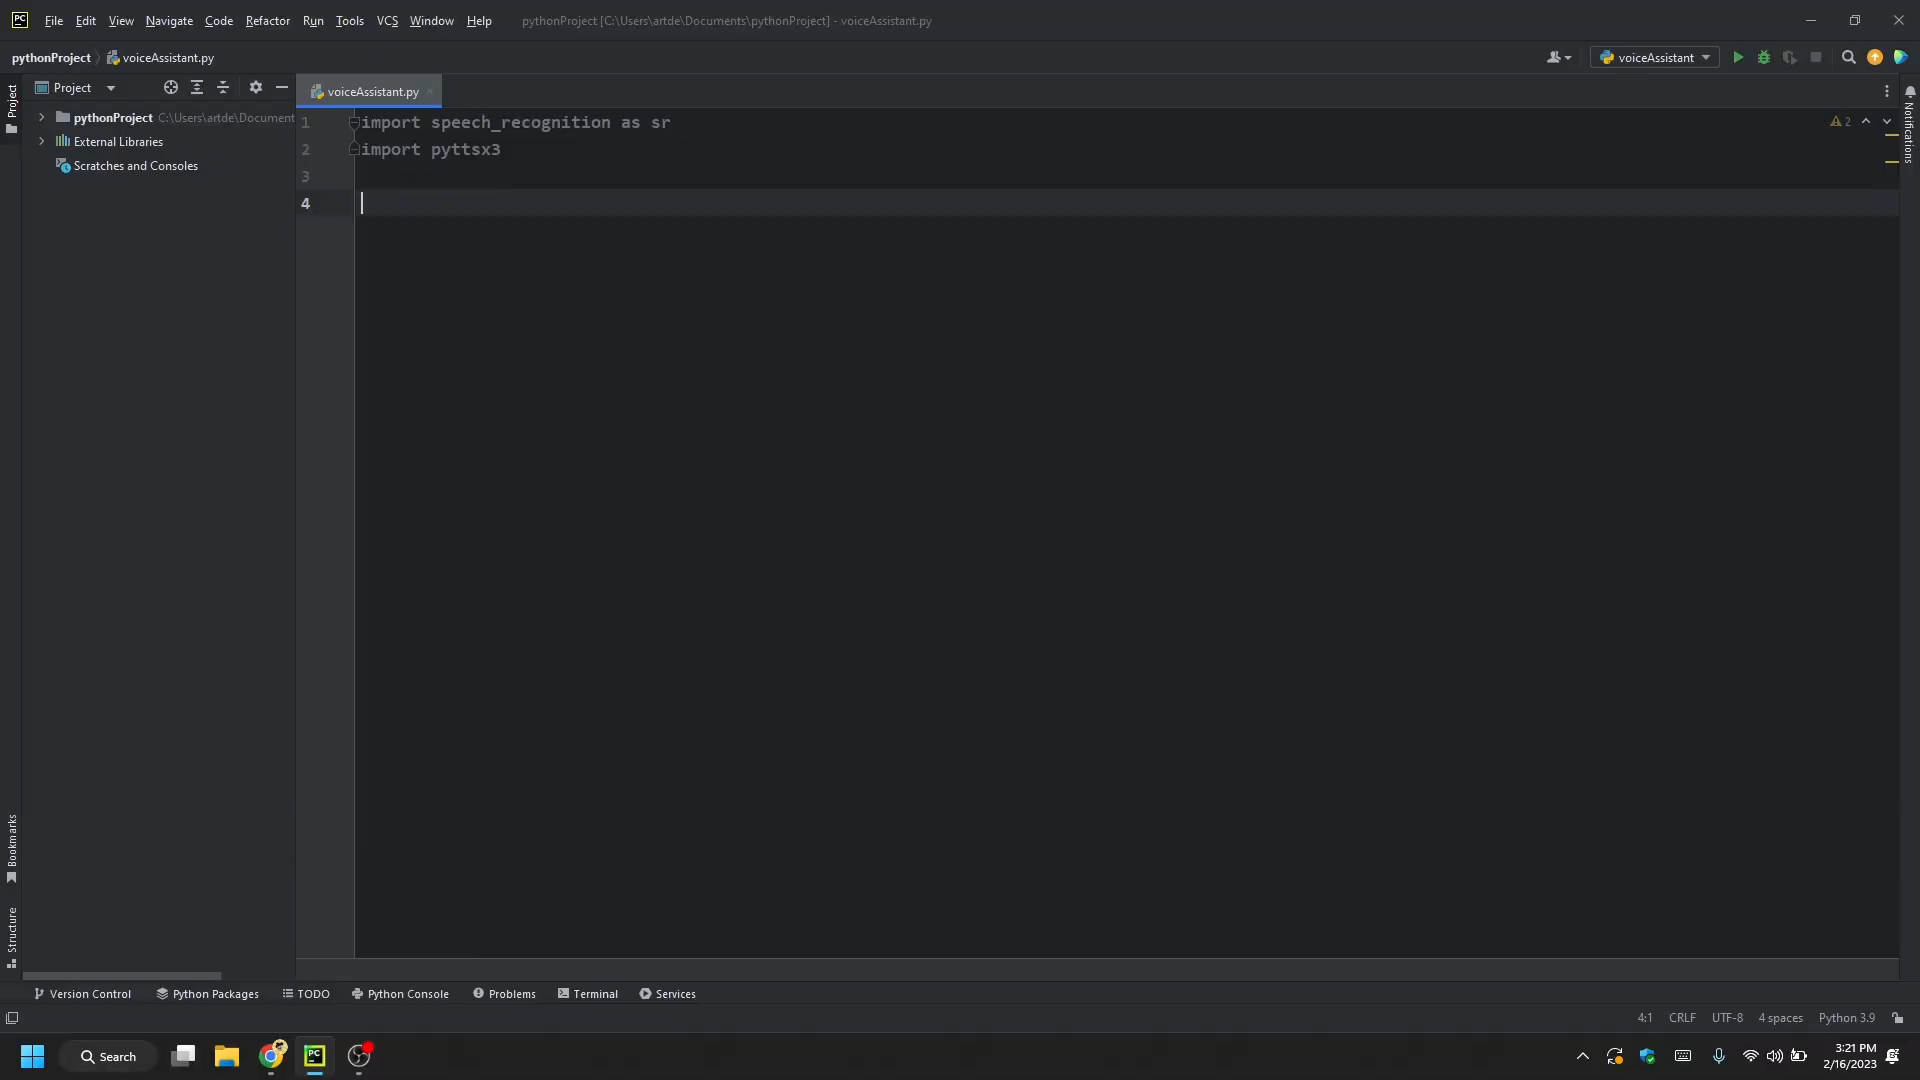 PC File Edit View Navigate Code Refactor Run Tools VCS Window Help pythonProject [C:\Users\artde\Documents\pythonProject] - voiceAssistant.py
pythonProject voiceAssistant.py voiceAssistant
Project voiceAssistant.py
Project
Notifications
pythonProject C:\Users\artde\Document
External Libraries
Scratches and Consoles
1 import speech_recognition as sr
2 import pyttsx3
3
4
2
Bookmarks
Structure
Version Control Python Packages TODO Python Console Problems Terminal Services
4:1 CRLF UTF-8 4 spaces Python 3.9
Search PC
3:21 PM
2/16/2023